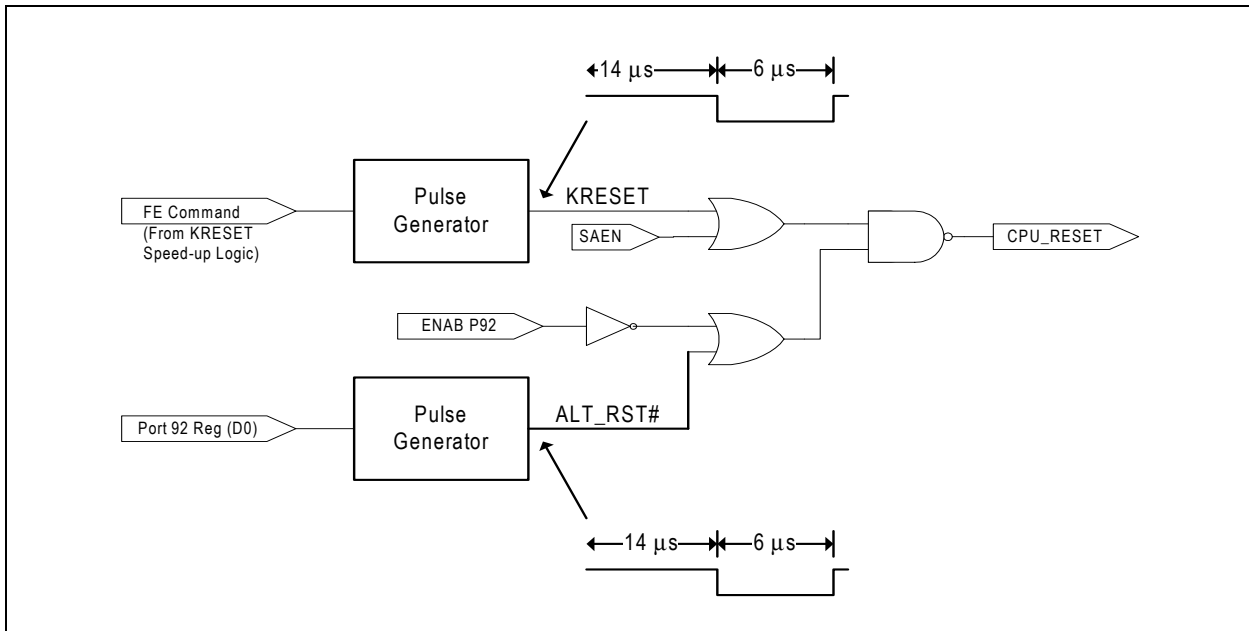 14 µs
6 µs
FE Command
(From KRESET
Speed-up Logic)
Pulse
Generator
KRESET
SAEN
CPU_RESET
ENAB P92
Port 92 Reg (D0)
Pulse
Generator
ALT_RST#
14 µs
6 µs